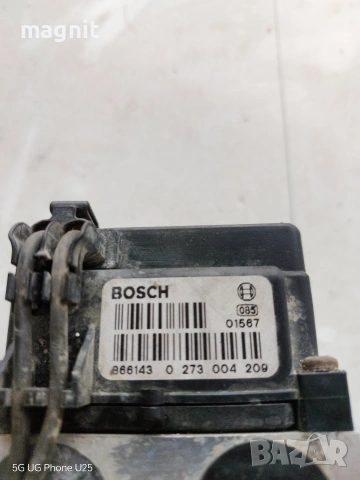 magnit
BOSCH
085
01567
866143 0 273 004 209
5G UG Phone U25
BAZAR